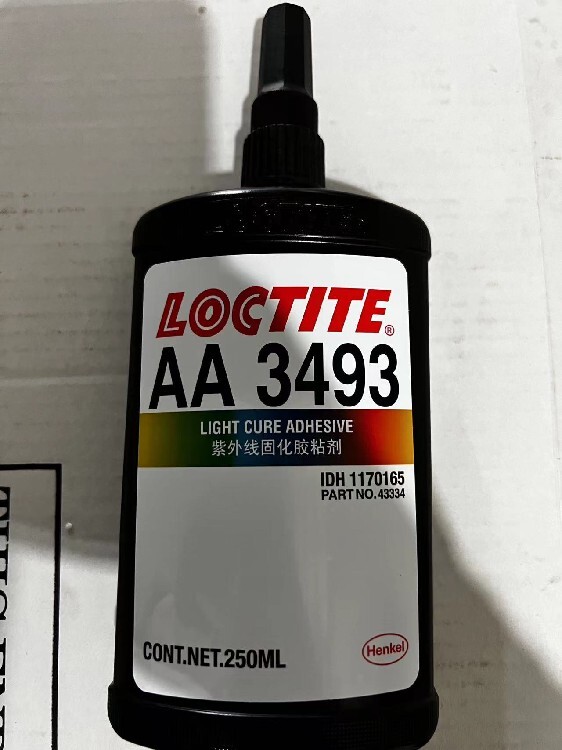 LOCTITE®
AA 3493
LIGHT CURE ADHESIVE
紫外线固化胶粘剂
IDH 1170165
PART NO. 43334
CONT.NET.250ML
Henkel